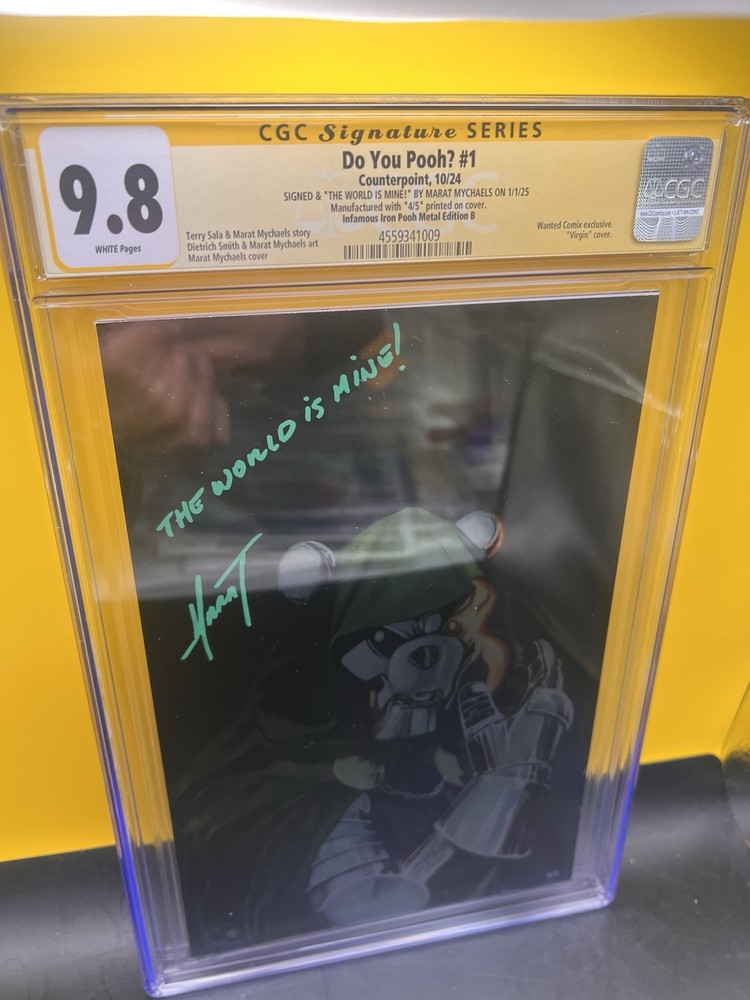 CGC Signature SERIES
9.8
WHITE Pages
Do You Pooh? #1
Counterpoint, 10/24
SIGNED & "THE WORLD IS MINE!" BY MARAT MYCHAELS ON 1/1/25
Manufactured with "4/5" printed on cover.
Infamous Iron Pooh Metal Edition B
Terry Sala & Marat Mychaels story
Dietrich Smith & Marat Mychaels art
Marat Mychaels cover
4559341009
Wanted Comix exclusive.
"Virgin" cover.
CGC
THE WORLD IS MINE!
Marat